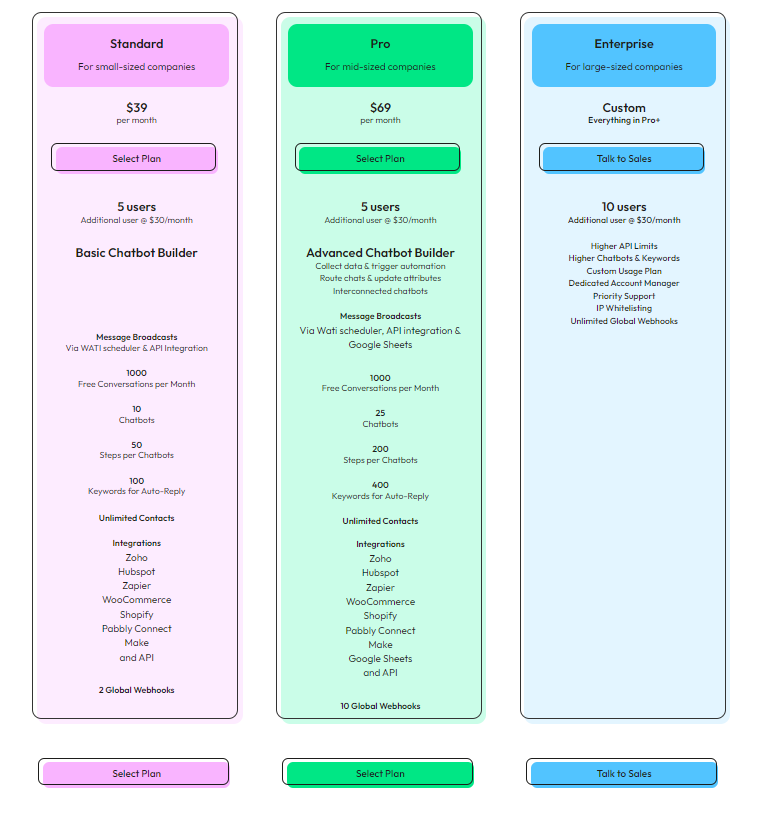 Standard
For small-sized companies
$39
per month
Select Plan
5 users
Additional user @ $30/month
Basic Chatbot Builder
Message Broadcasts
Via WATI scheduler & API Integration
1000
Free Conversations per Month
10
Chatbots
50
Steps per Chatbots
100
Keywords for Auto-Reply
Unlimited Contacts
Integrations
Zoho
Hubspot
Zapier
WooCommerce
Shopify
Pabbly Connect
Make
and API
2 Global Webhooks
Select Plan
Pro
For mid-sized companies
$69
per month
Select Plan
5 users
Additional user @ $30/month
Advanced Chatbot Builder
Collect data & trigger automation
Route chats & update attributes
Interconnected chatbots
Message Broadcasts
Via Wati scheduler, API integration &
Google Sheets
1000
Free Conversations per Month
25
Chatbots
200
Steps per Chatbots
400
Keywords for Auto-Reply
Unlimited Contacts
Integrations
Zoho
Hubspot
Zapier
WooCommerce
Shopify
Pabbly Connect
Make
Google Sheets
and API
10 Global Webhooks
Select Plan
Enterprise
For large-sized companies
Custom
Everything in Pro+
Talk to Sales
10 users
Additional user @ $30/month
Higher API Limits
Higher Chatbots & Keywords
Custom Usage Plan
Dedicated Account Manager
Priority Support
IP Whitelisting
Unlimited Global Webhooks
Talk to Sales